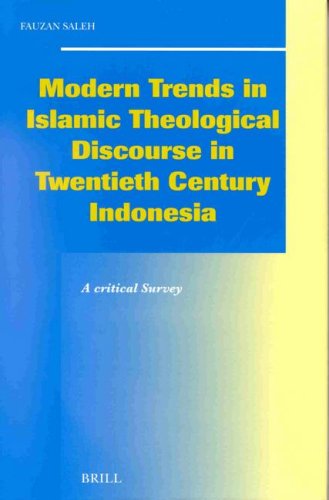 FAUZAN SALEH
Modern Trends in
Islamic Theological
Discourse in
Twentieth Century
Indonesia
A critical Survey
BRILL